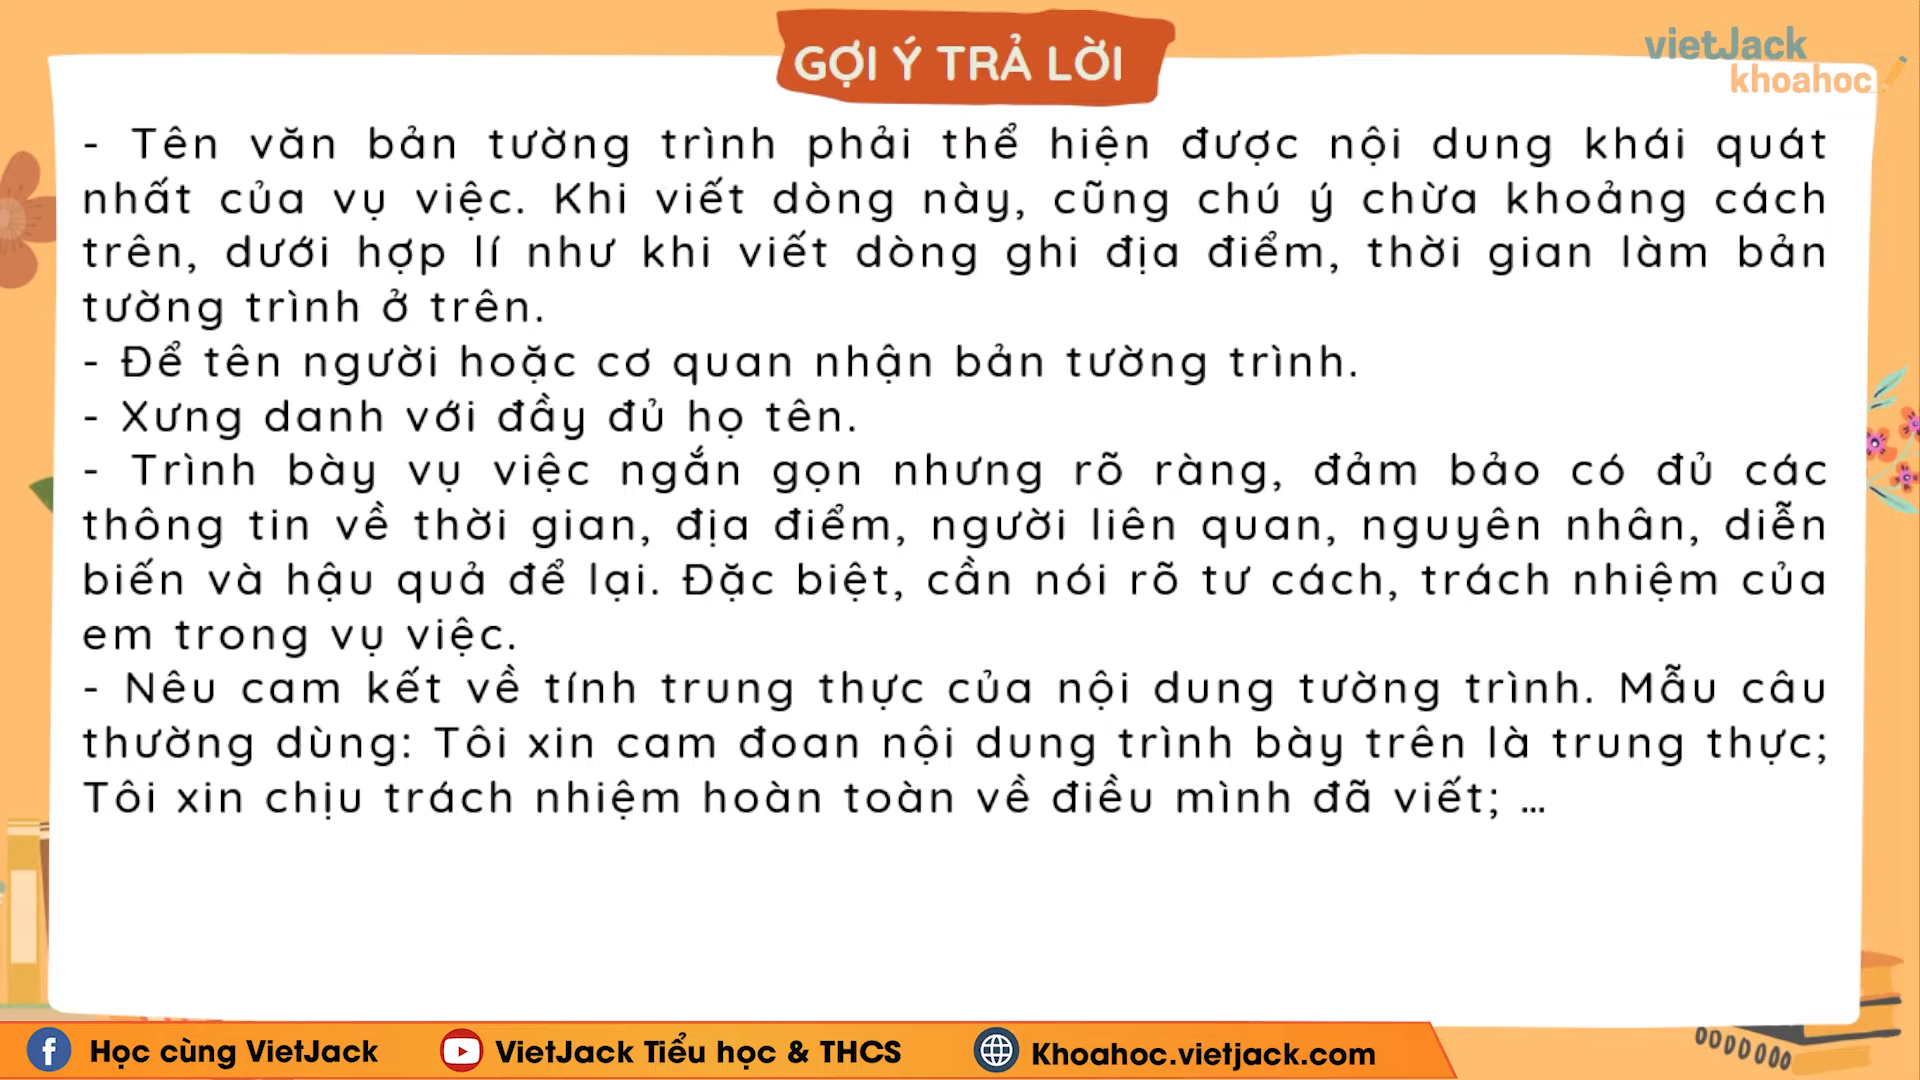 GỢI Ý TRẢ LỜI
vietJack
khoahoc
- Tên văn bản tường trình phải thể hiện được nội dung khái quát
nhất của vụ việc. Khi viết dòng này, cũng chú ý chừa khoảng cách
trên, dưới hợp lí như khi viết dòng ghi địa điểm, thời gian làm bản
tường trình ở trên.
- Để tên người hoặc cơ quan nhận bản tường trình.
- Xưng danh với đầy đủ họ tên.
- Trình bày vụ việc ngắn gọn nhưng rõ ràng, đảm bảo có đủ các
thông tin về thời gian, địa điểm, người liên quan, nguyên nhân, diễn
biến và hậu quả để lại. Đặc biệt, cần nói rõ tư cách, trách nhiệm của
em trong vụ việc.
- Nêu cam kết về tính trung thực của nội dung tường trình. Mẫu câu
thường dùng: Tôi xin cam đoan nội dung trình bày trên là trung thực;
Tôi xin chịu trách nhiệm hoàn toàn về điều mình đã viết; ...
Học cùng VietJack
VietJack Tiểu học & THCS
Khoahoc.vietjack.com